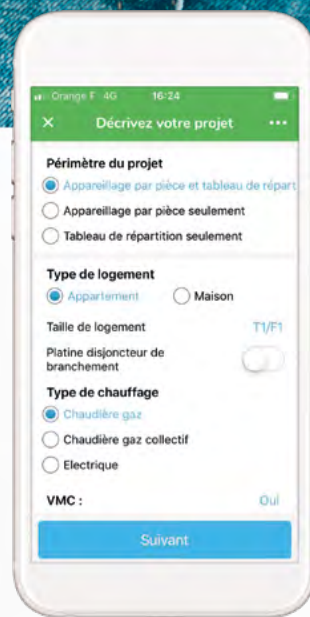 Orange F 4G 16:24
× Décrivez votre projet ...
Périmètre du projet
Appareillage par pièce et tableau de répart
Appareillage par pièce seulement
Tableau de répartition seulement
Type de logement
Appartement Maison
Taille de logement T1/F1
Platine disjoncteur de
branchement
Type de chauffage
Chaudière gaz
Chaudière gaz collectif
Electrique
VMC : Oui
Suivant